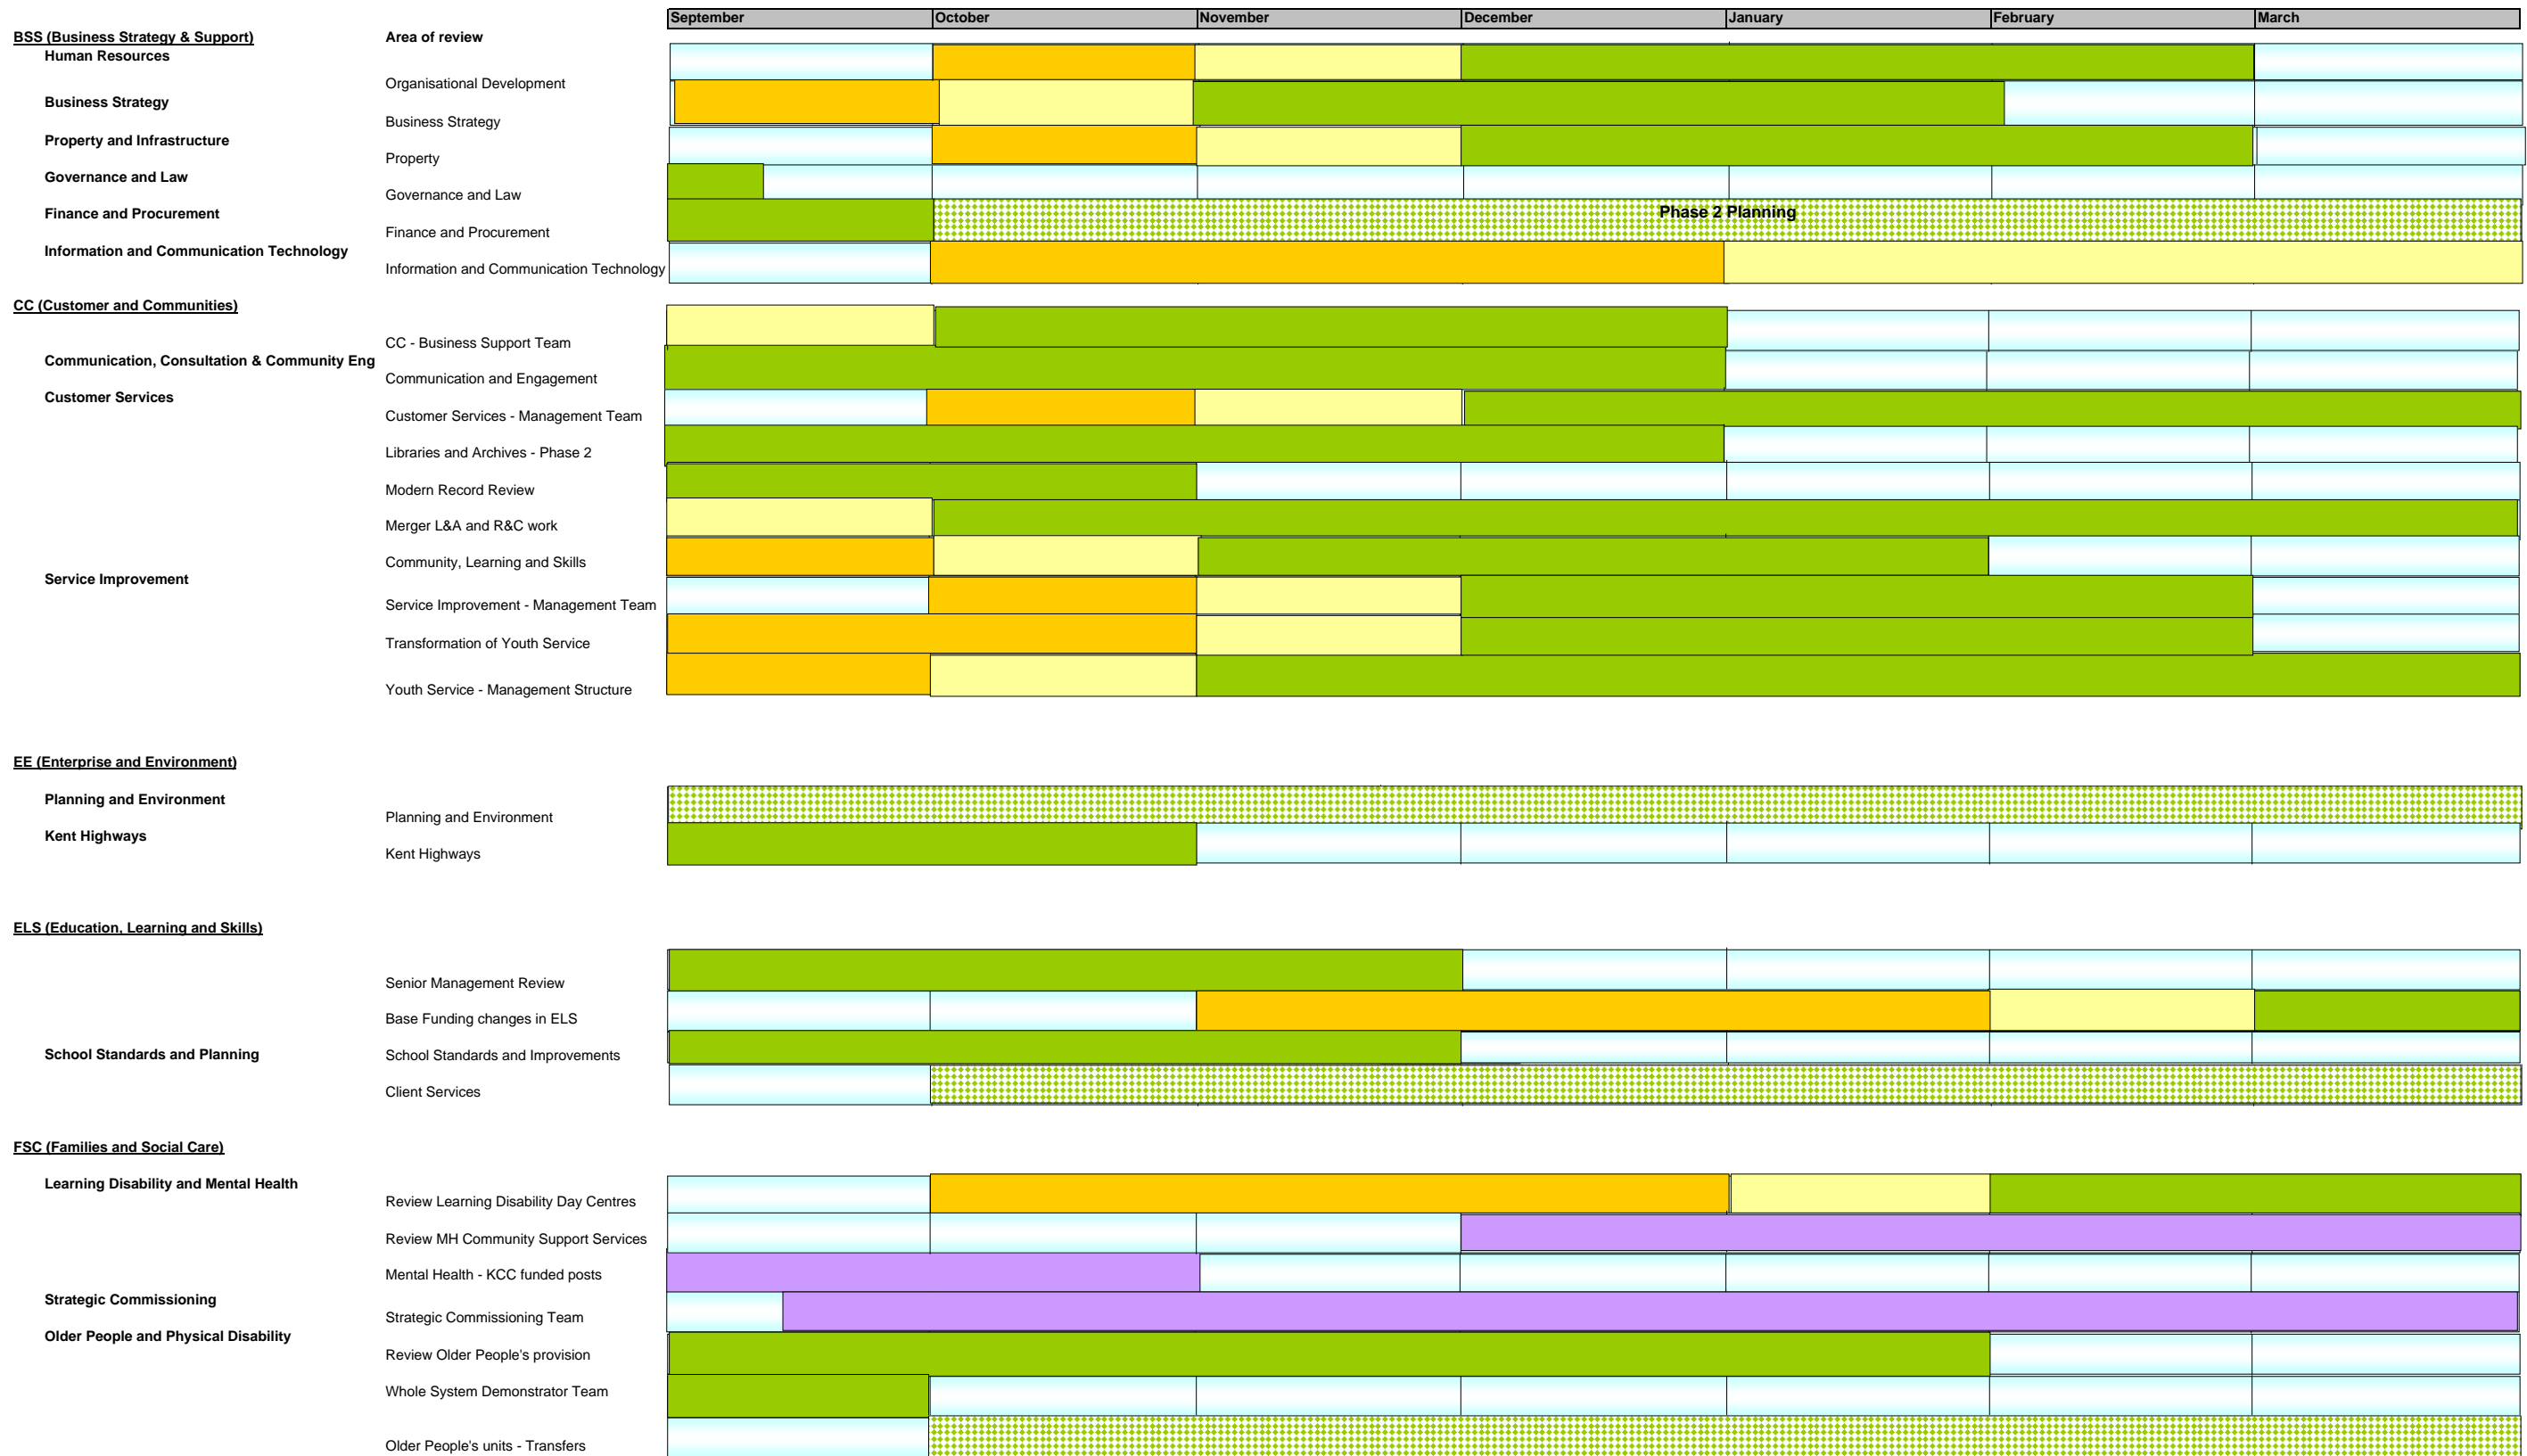 September October November December January February March
BSS (Business Strategy & Support) Area of review
Human Resources
Organisational Development
Business Strategy
Business Strategy
Property and Infrastructure
Property
Governance and Law
Governance and Law
Finance and Procurement Phase 2 Planning
Finance and Procurement
Information and Communication Technology
Information and Communication Technology
CC (Customer and Communities)
CC - Business Support Team
Communication, Consultation & Community Eng
Communication and Engagement
Customer Services
Customer Services - Management Team
Libraries and Archives - Phase 2
Modern Record Review
Merger L&A and R&C work
Community, Learning and Skills
Service Improvement
Service Improvement - Management Team
Transformation of Youth Service
Youth Service - Management Structure
EE (Enterprise and Environment)
Planning and Environment
Planning and Environment
Kent Highways
Kent Highways
ELS (Education, Learning and Skills)
Senior Management Review
Base Funding changes in ELS
School Standards and Planning School Standards and Improvements
Client Services
FSC (Families and Social Care)
Learning Disability and Mental Health
Review Learning Disability Day Centres
Review MH Community Support Services
Mental Health - KCC funded posts
Strategic Commissioning
Strategic Commissioning Team
Older People and Physical Disability
Review Older People's provision
Whole System Demonstrator Team
Older People's units - Transfers